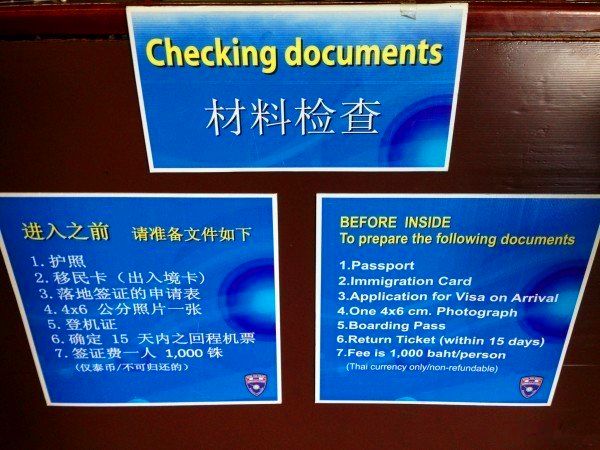 Checking documents
材料检查
进入之前 请准备文件如下
1. 护照
2. 移民卡（出入境卡）
3. 落地签证的申请表
4. 4x6 公分照片一张
5. 登机证
6. 确定 15 天内之回程机票
7. 签证费一人 1,000 铢
(仅泰币/不可归还的)
BEFORE INSIDE
To prepare the following documents
1.Passport
2.Immigration Card
3.Application for Visa on Arrival
4.One 4x6 cm. Photograph
5.Boarding Pass
6.Return Ticket (within 15 days)
7.Fee is 1,000 baht/person
(Thai currency only/non-refundable)